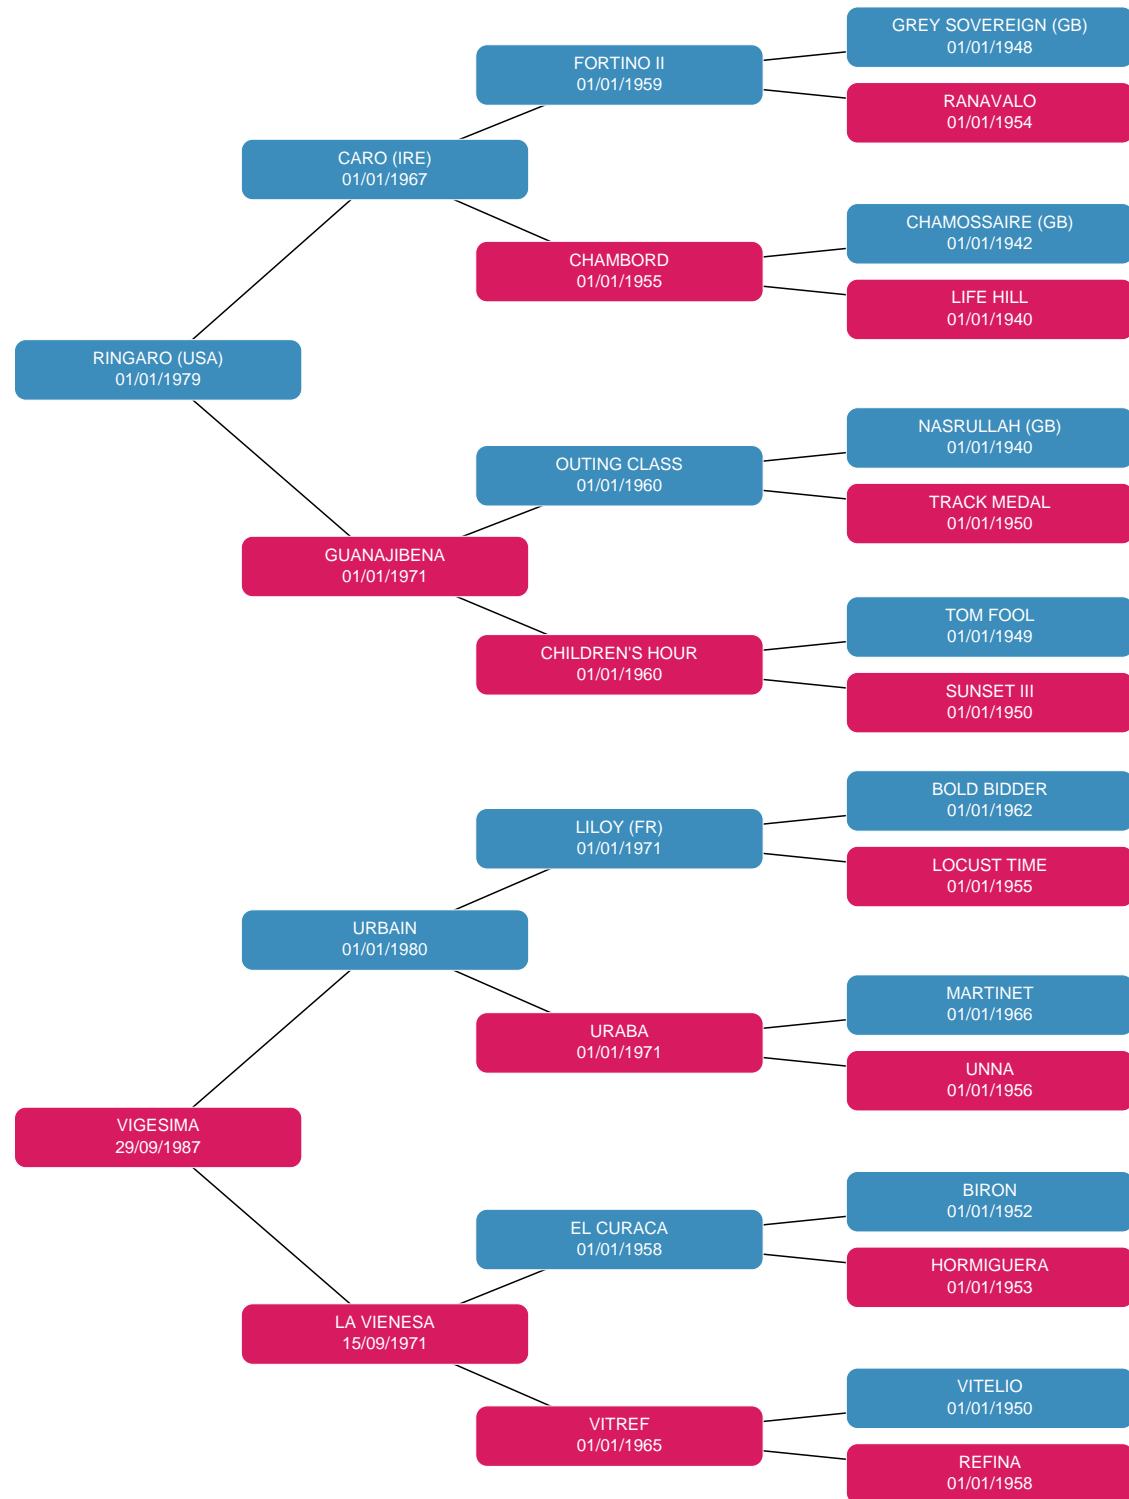 GREY SOVEREIGN (GB)
01/01/1948
FORTINO II
01/01/1959
RANAVALO
01/01/1954
CARO (IRE)
01/01/1967
CHAMOSSAIRE (GB)
01/01/1942
CHAMBORD
01/01/1955
LIFE HILL
01/01/1940
RINGARO (USA)
01/01/1979
NASRULLAH (GB)
01/01/1940
OUTING CLASS
01/01/1960
TRACK MEDAL
01/01/1950
GUANAJIBENA
01/01/1971
TOM FOOL
01/01/1949
CHILDREN'S HOUR
01/01/1960
SUNSET III
01/01/1950
BOLD BIDDER
01/01/1962
LILOY (FR)
01/01/1971
LOCUST TIME
01/01/1955
URBAIN
01/01/1980
MARTINET
01/01/1966
URABA
01/01/1971
UNNA
01/01/1956
VIGESIMA
29/09/1987
BIRON
01/01/1952
EL CURACA
01/01/1958
HORMIGUERA
01/01/1953
LA VIENESA
15/09/1971
VITELIO
01/01/1950
VITREF
01/01/1965
REFINA
01/01/1958